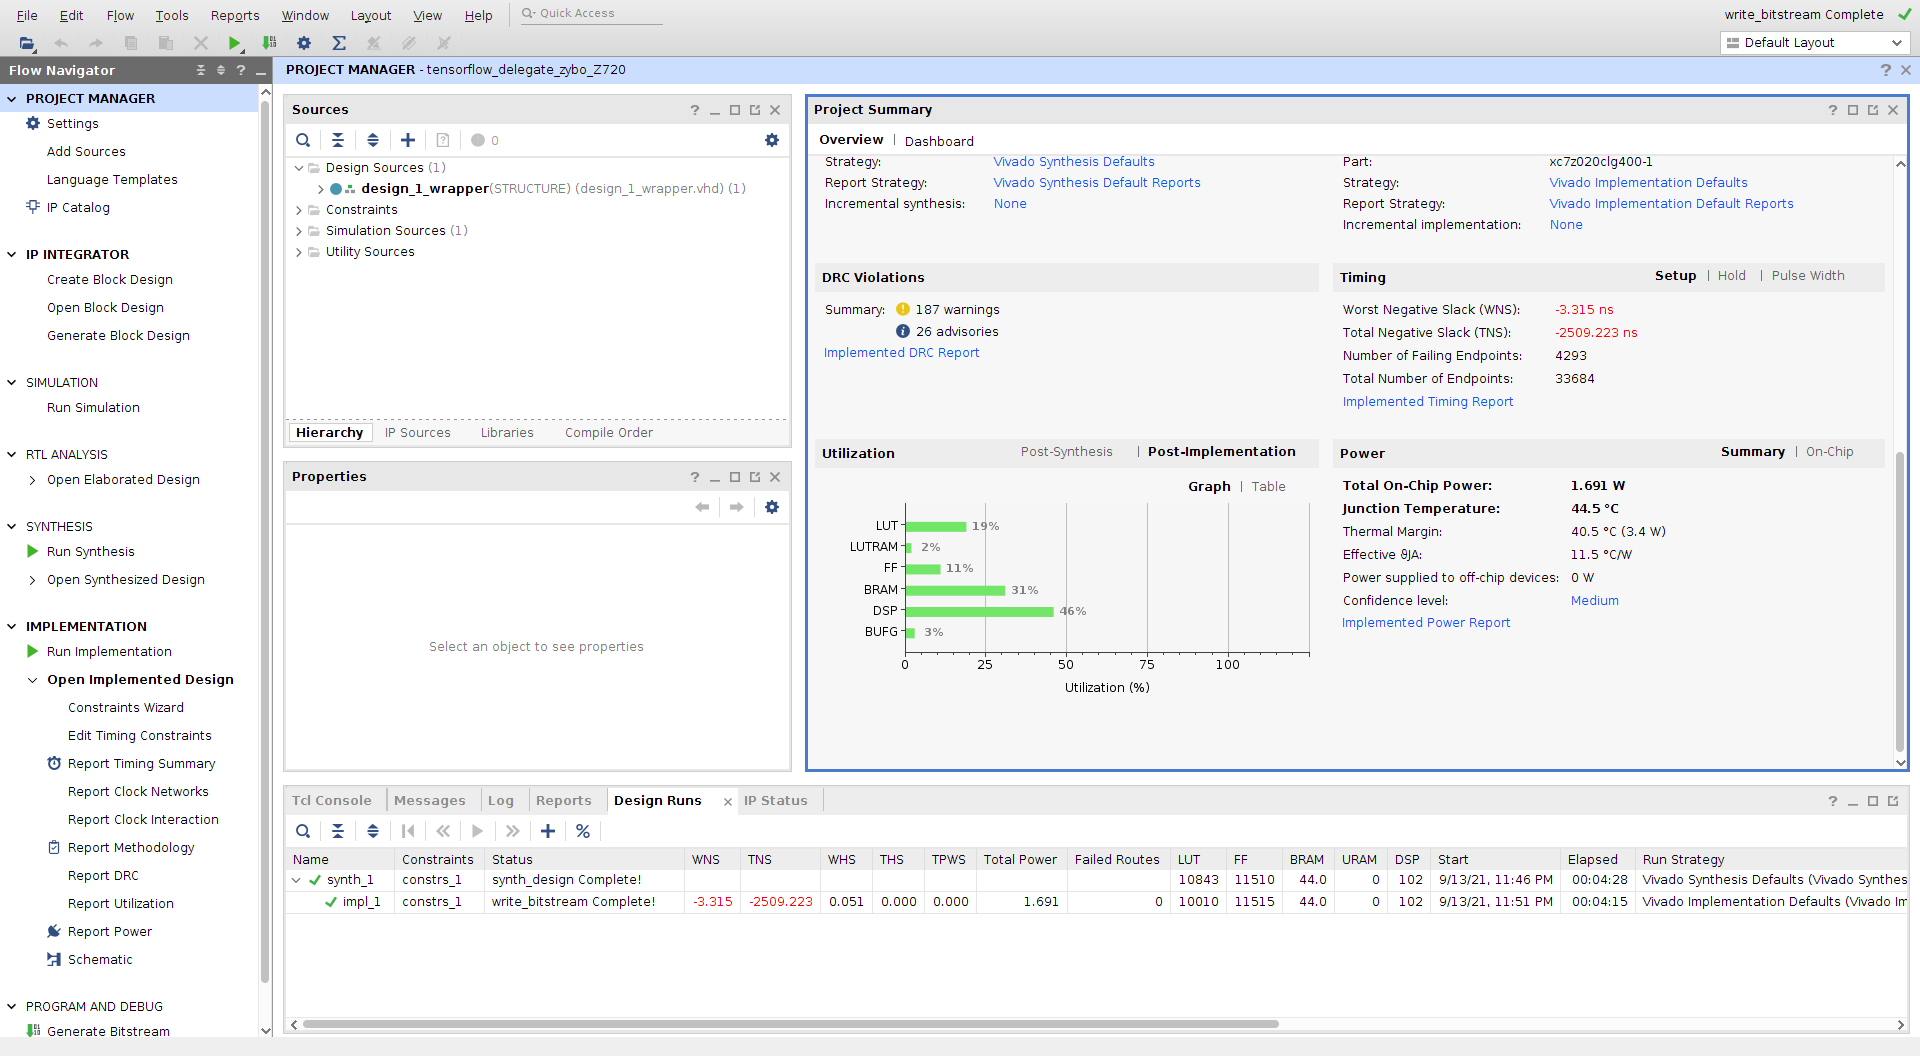 File Edit Flow Tools Reports Window Layout View Help Quick Access write_bitstream Complete
Default Layout
Flow Navigator
PROJECT MANAGER - tensorflow_delegate_zybo_Z720
PROJECT MANAGER
Settings
Add Sources
Language Templates
IP Catalog
IP INTEGRATOR
Create Block Design
Open Block Design
Generate Block Design
SIMULATION
Run Simulation
RTL ANALYSIS
Open Elaborated Design
SYNTHESIS
Run Synthesis
Open Synthesized Design
IMPLEMENTATION
Run Implementation
Open Implemented Design
Constraints Wizard
Edit Timing Constraints
Report Timing Summary
Report Clock Networks
Report Clock Interaction
Report Methodology
Report DRC
Report Utilization
Report Power
Schematic
PROGRAM AND DEBUG
Generate Bitstream
Sources
0
Design Sources (1)
design_1_wrapper(STRUCTURE) (design_1_wrapper.vhd) (1)
Constraints
Simulation Sources (1)
Utility Sources
Hierarchy IP Sources Libraries Compile Order
Properties
Select an object to see properties
Project Summary
Overview | Dashboard
Strategy: Vivado Synthesis Defaults
Report Strategy: Vivado Synthesis Default Reports
Incremental synthesis: None
Part: xc7z020clg400-1
Strategy: Vivado Implementation Defaults
Report Strategy: Vivado Implementation Default Reports
Incremental implementation: None
DRC Violations
Summary: 187 warnings
26 advisories
Implemented DRC Report
Timing Setup | Hold | Pulse Width
Worst Negative Slack (WNS): -3.315 ns
Total Negative Slack (TNS): -2509.223 ns
Number of Failing Endpoints: 4293
Total Number of Endpoints: 33684
Implemented Timing Report
Utilization Post-Synthesis | Post-Implementation
Graph | Table
LUT 19%
LUTRAM 2%
FF 11%
BRAM 31%
DSP 46%
BUFG 3%
0 25 50 75 100
Utilization (%)
Power Summary | On-Chip
Total On-Chip Power: 1.691 W
Junction Temperature: 44.5 °C
Thermal Margin: 40.5 °C (3.4 W)
Effective ϑJA: 11.5 °C/W
Power supplied to off-chip devices: 0 W
Confidence level: Medium
Implemented Power Report
Tcl Console Messages Log Reports Design Runs IP Status
Name Constraints Status WNS TNS WHS THS TPWS Total Power Failed Routes LUT FF BRAM URAM DSP Start Elapsed Run Strategy
synth_1 constrs_1 synth_design Complete! 10843 11510 44.0 0 102 9/13/21, 11:46 PM 00:04:28 Vivado Synthesis Defaults (Vivado Synthes
impl_1 constrs_1 write_bitstream Complete! -3.315 -2509.223 0.051 0.000 0.000 1.691 0 10010 11515 44.0 0 102 9/13/21, 11:51 PM 00:04:15 Vivado Implementation Defaults (Vivado Im